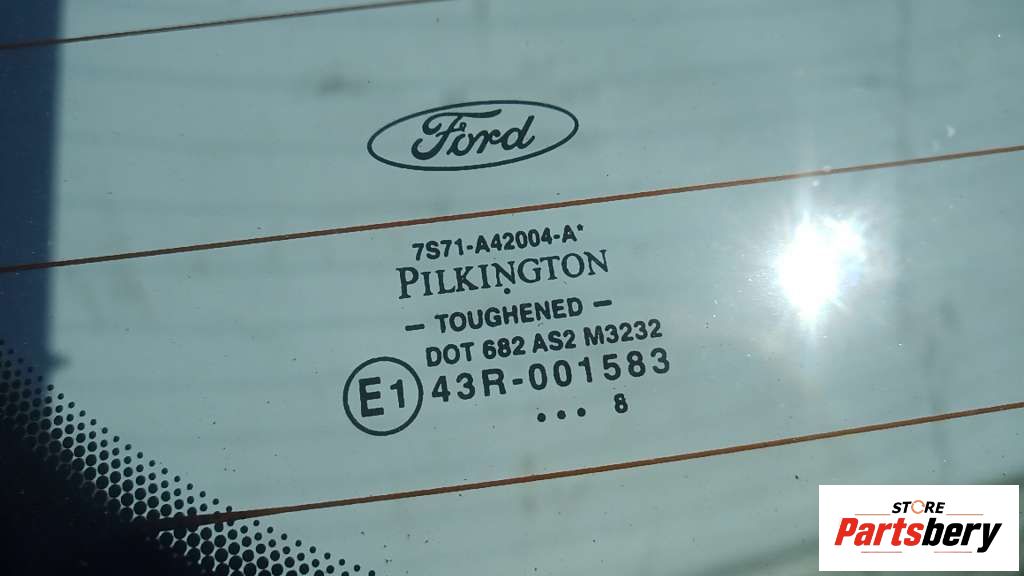 Ford
7S71-A42004-A*
PILKINGTON
- TOUGHENED -
DOT 682 AS2 M3232
E1 43R-001583
... 8
STORE
Partsbery